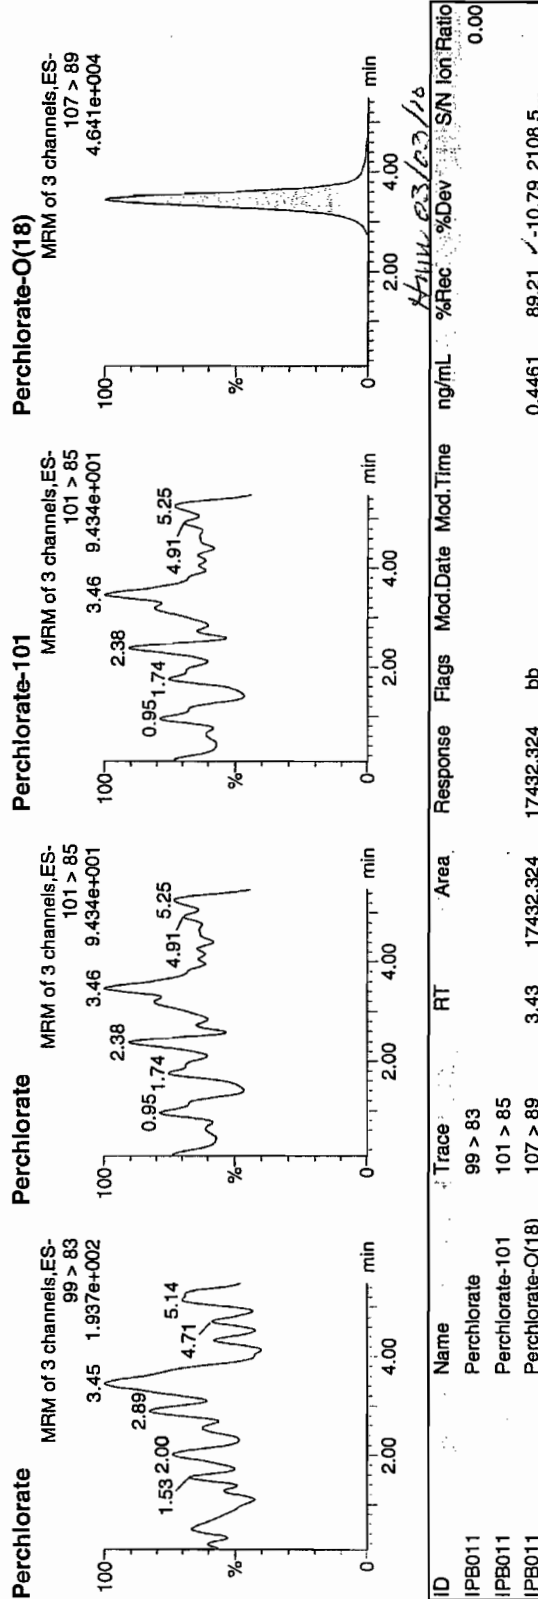 Perchlorate
MRM of 3 channels,ES-
99 > 83
1.937e+002
100
%
0
3.45
2.89
1.53
2.00
4.71
5.14
2.00
4.00
min
Perchlorate
MRM of 3 channels,ES-
101 > 85
9.434e+001
100
%
0
3.46
2.38
0.95
1.74
4.91
5.25
2.00
4.00
min
Perchlorate-101
MRM of 3 channels,ES-
101 > 85
9.434e+001
100
%
0
3.46
2.38
0.95
1.74
4.91
5.25
2.00
4.00
min
Perchlorate-O(18)
MRM of 3 channels,ES-
107 > 89
4.641e+004
100
%
0
2.00
4.00
min
03/03/10
ID Name Trace RT Area Response Flags Mod.Date Mod.Time ng/mL %Rec %Dev S/N Ion Ratio
IPB011 Perchlorate 99 > 83 0.00
IPB011 Perchlorate-101 101 > 85
IPB011 Perchlorate-O(18) 107 > 89 3.43 17432.324 17432.324 bb 0.4461 89.21 ✓ -10.79 2108.5